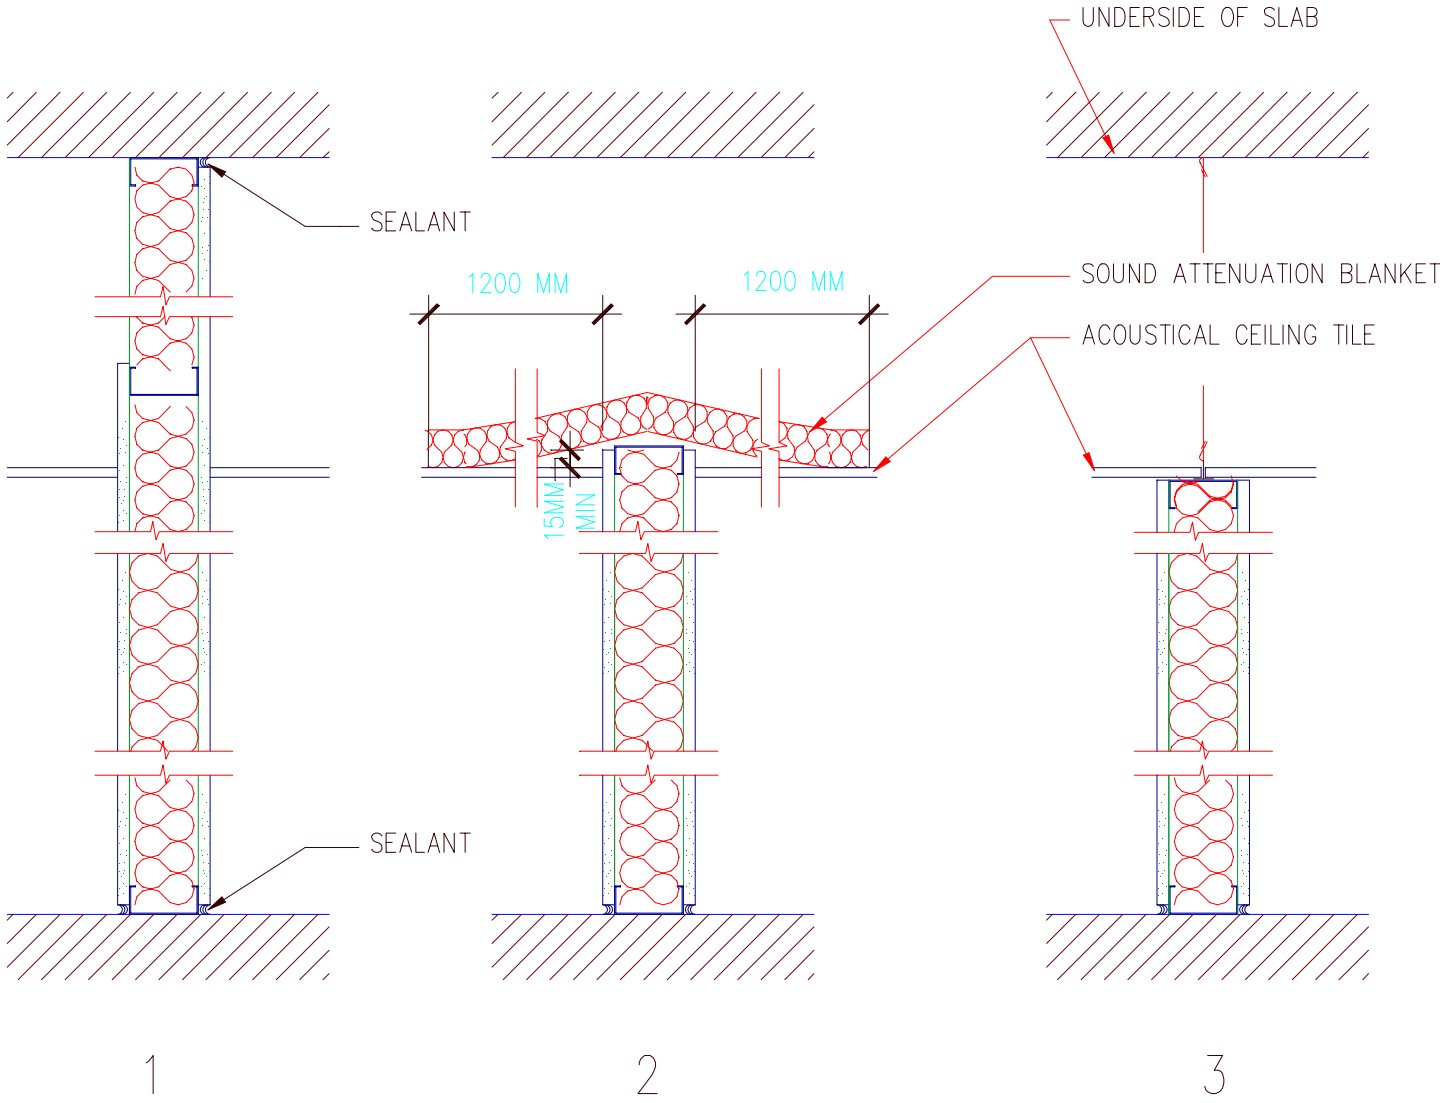 UNDERSIDE OF SLAB
SEALANT
1200 MM
1200 MM
SOUND ATTENUATION BLANKET
ACOUSTICAL CEILING TILE
15MM
MIN
SEALANT
1
2
3